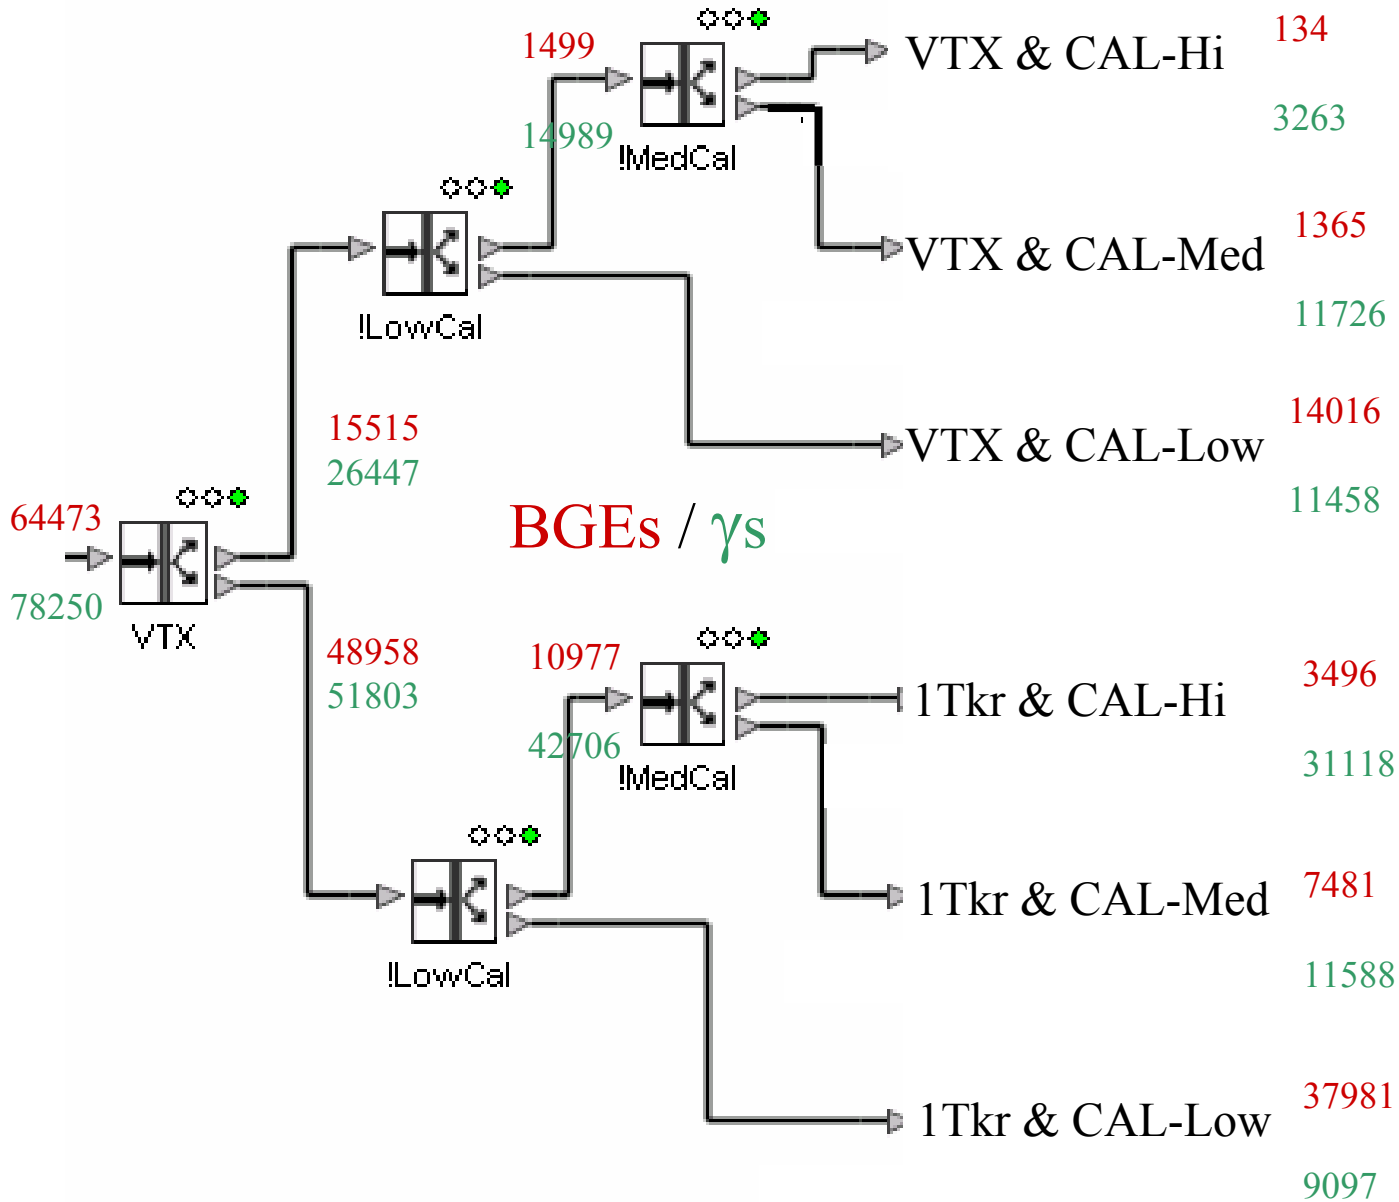 1499
14989
!MedCal
VTX & CAL-Hi
134
3263
VTX & CAL-Med
1365
11726
!LowCal
VTX & CAL-Low
14016
11458
15515
26447
BGEs / γs
64473
78250
VTX
48958
51803
10977
42706
!MedCal
1Tkr & CAL-Hi
3496
31118
1Tkr & CAL-Med
7481
11588
!LowCal
1Tkr & CAL-Low
37981
9097